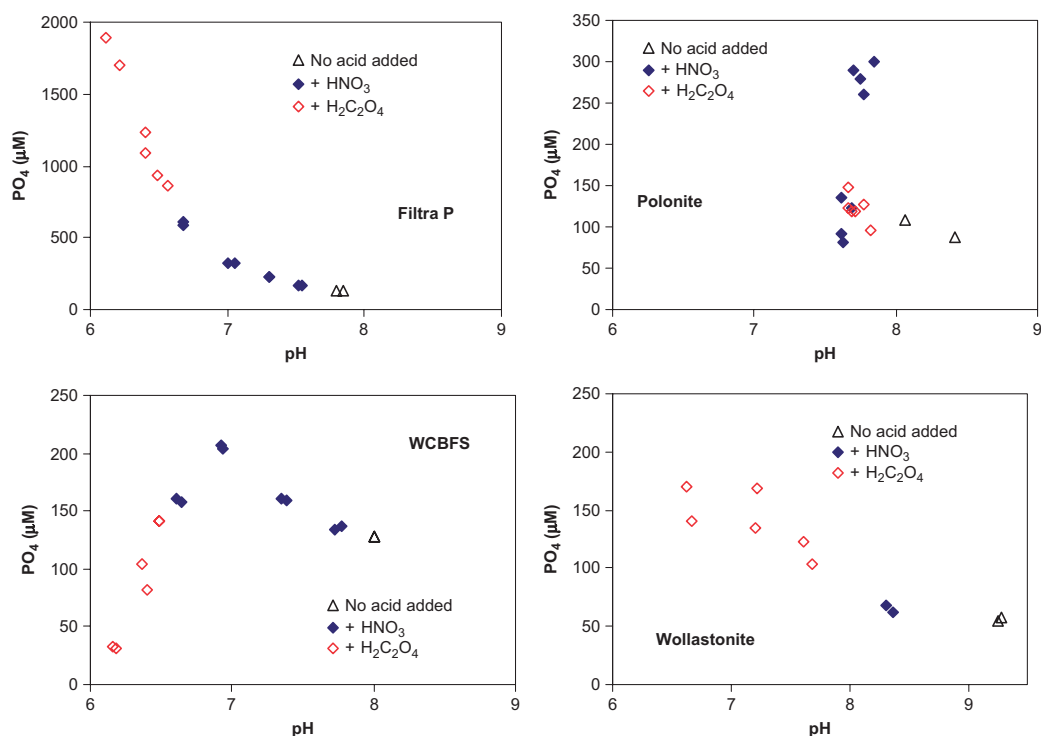 2000
1500
1000
500
0
PO4 (µM)
6 7 8 9
pH
No acid added
+ HNO3
+ H2C2O4
Filtra P
350
300
250
200
150
100
50
0
PO4 (µM)
6 7 8 9
pH
No acid added
+ HNO3
+ H2C2O4
Polonite
250
200
150
100
50
0
PO4 (µM)
6 7 8 9
pH
WCBFS
No acid added
+ HNO3
+ H2C2O4
250
200
150
100
50
0
PO4 (µM)
6 7 8 9
pH
No acid added
+ HNO3
+ H2C2O4
Wollastonite